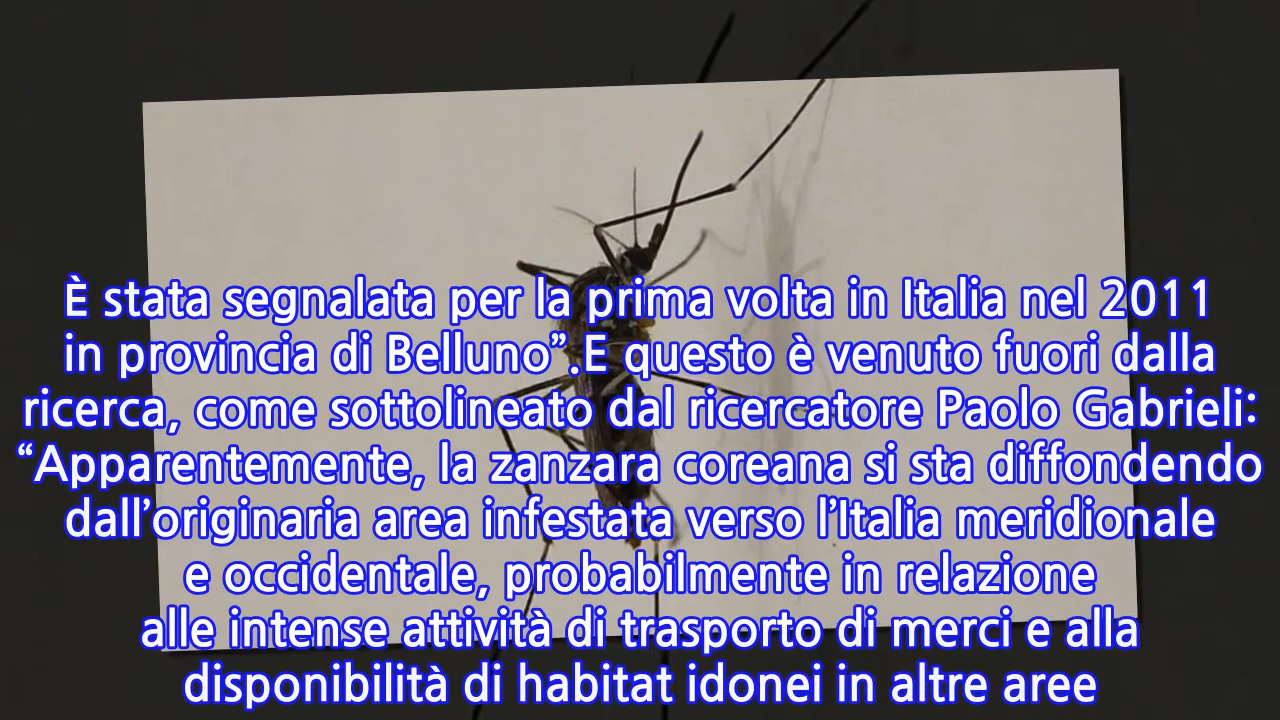 È stata segnalata per la prima volta in Italia nel 2011
in provincia di Belluno”.E questo è venuto fuori dalla
ricerca, come sottolineato dal ricercatore Paolo Gabrieli:
“Apparentemente, la zanzara coreana si sta diffondendo
dall’originaria area infestata verso l’Italia meridionale
e occidentale, probabilmente in relazione
alle intense attività di trasporto di merci e alla
disponibilità di habitat idonei in altre aree